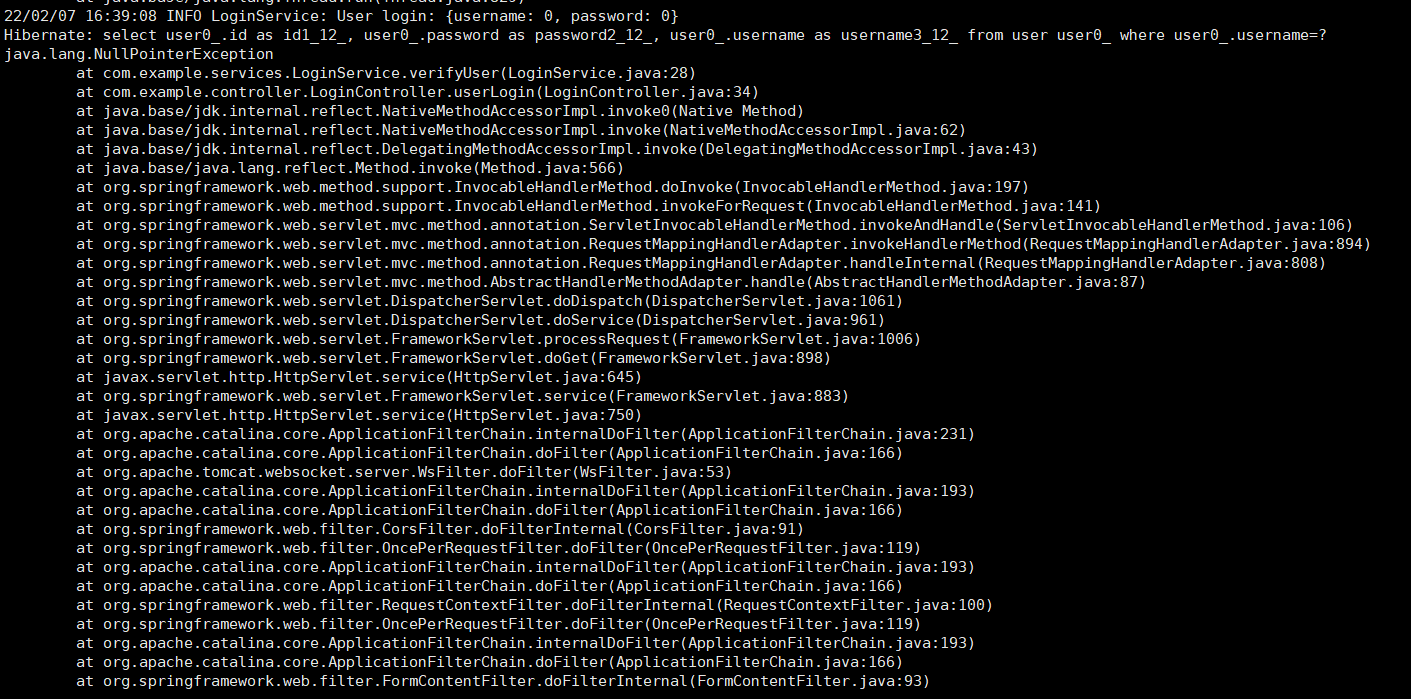 22/02/07 16:39:08 INFO LoginService: User login: {username: 0, password: 0}
Hibernate: select user0_.id as id1_12_, user0_.password as password2_12_, user0_.username as username3_12_ from user user0_ where user0_.username=?
java.lang.NullPointerException
at com.example.services.LoginService.verifyUser(LoginService.java:28)
at com.example.controller.LoginController.userLogin(LoginController.java:34)
at java.base/jdk.internal.reflect.NativeMethodAccessorImpl.invoke0(Native Method)
at java.base/jdk.internal.reflect.NativeMethodAccessorImpl.invoke(NativeMethodAccessorImpl.java:62)
at java.base/jdk.internal.reflect.DelegatingMethodAccessorImpl.invoke(DelegatingMethodAccessorImpl.java:43)
at java.base/java.lang.reflect.Method.invoke(Method.java:566)
at org.springframework.web.method.support.InvocableHandlerMethod.doInvoke(InvocableHandlerMethod.java:197)
at org.springframework.web.method.support.InvocableHandlerMethod.invokeForRequest(InvocableHandlerMethod.java:141)
at org.springframework.web.servlet.mvc.method.annotation.ServletInvocableHandlerMethod.invokeAndHandle(ServletInvocableHandlerMethod.java:106)
at org.springframework.web.servlet.mvc.method.annotation.RequestMappingHandlerAdapter.invokeHandlerMethod(RequestMappingHandlerAdapter.java:894)
at org.springframework.web.servlet.mvc.method.annotation.RequestMappingHandlerAdapter.handleInternal(RequestMappingHandlerAdapter.java:808)
at org.springframework.web.servlet.mvc.method.AbstractHandlerMethodAdapter.handle(AbstractHandlerMethodAdapter.java:87)
at org.springframework.web.servlet.DispatcherServlet.doDispatch(DispatcherServlet.java:1061)
at org.springframework.web.servlet.DispatcherServlet.doService(DispatcherServlet.java:961)
at org.springframework.web.servlet.FrameworkServlet.processRequest(FrameworkServlet.java:1006)
at org.springframework.web.servlet.FrameworkServlet.doGet(FrameworkServlet.java:898)
at javax.servlet.http.HttpServlet.service(HttpServlet.java:645)
at org.springframework.web.servlet.FrameworkServlet.service(FrameworkServlet.java:883)
at javax.servlet.http.HttpServlet.service(HttpServlet.java:750)
at org.apache.catalina.core.ApplicationFilterChain.internalDoFilter(ApplicationFilterChain.java:231)
at org.apache.catalina.core.ApplicationFilterChain.doFilter(ApplicationFilterChain.java:166)
at org.apache.tomcat.websocket.server.WsFilter.doFilter(WsFilter.java:53)
at org.apache.catalina.core.ApplicationFilterChain.internalDoFilter(ApplicationFilterChain.java:193)
at org.apache.catalina.core.ApplicationFilterChain.doFilter(ApplicationFilterChain.java:166)
at org.springframework.web.filter.CorsFilter.doFilterInternal(CorsFilter.java:91)
at org.springframework.web.filter.OncePerRequestFilter.doFilter(OncePerRequestFilter.java:119)
at org.apache.catalina.core.ApplicationFilterChain.internalDoFilter(ApplicationFilterChain.java:193)
at org.apache.catalina.core.ApplicationFilterChain.doFilter(ApplicationFilterChain.java:166)
at org.springframework.web.filter.RequestContextFilter.doFilterInternal(RequestContextFilter.java:100)
at org.springframework.web.filter.OncePerRequestFilter.doFilter(OncePerRequestFilter.java:119)
at org.apache.catalina.core.ApplicationFilterChain.internalDoFilter(ApplicationFilterChain.java:193)
at org.apache.catalina.core.ApplicationFilterChain.doFilter(ApplicationFilterChain.java:166)
at org.springframework.web.filter.FormContentFilter.doFilterInternal(FormContentFilter.java:93)